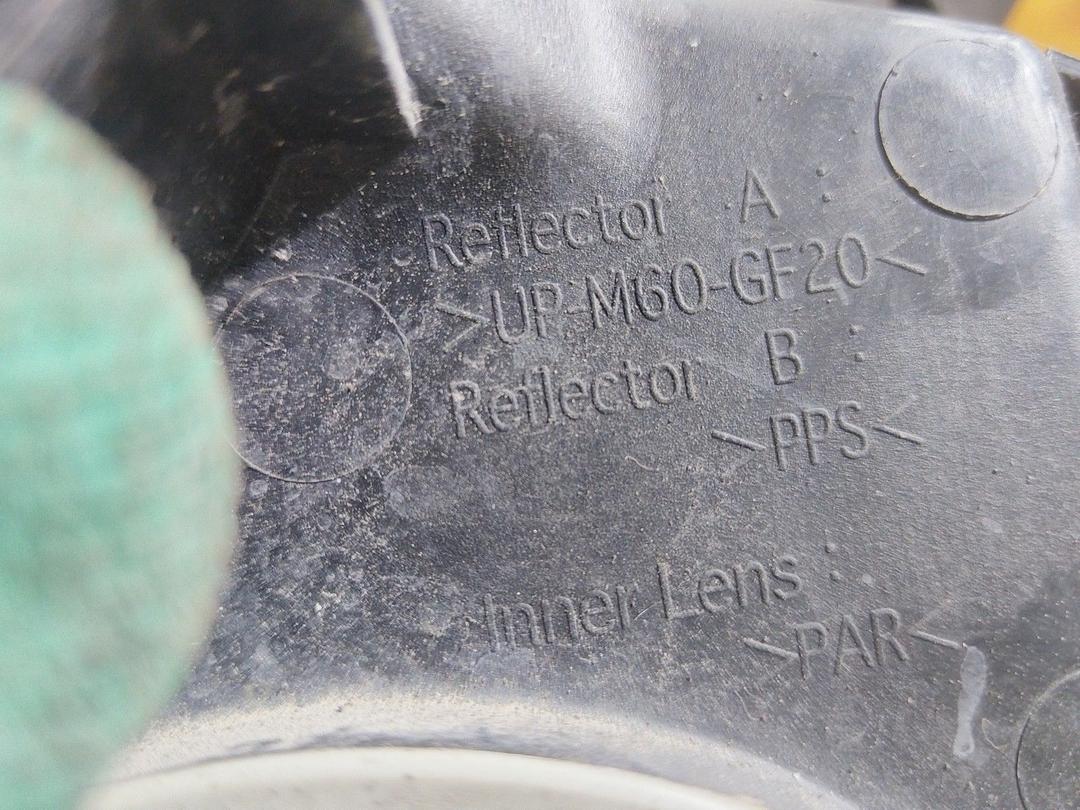 Reflector A :
>UP-M60-GF20<
Reflector B :
>PPS<
Inner Lens :
>PAR<